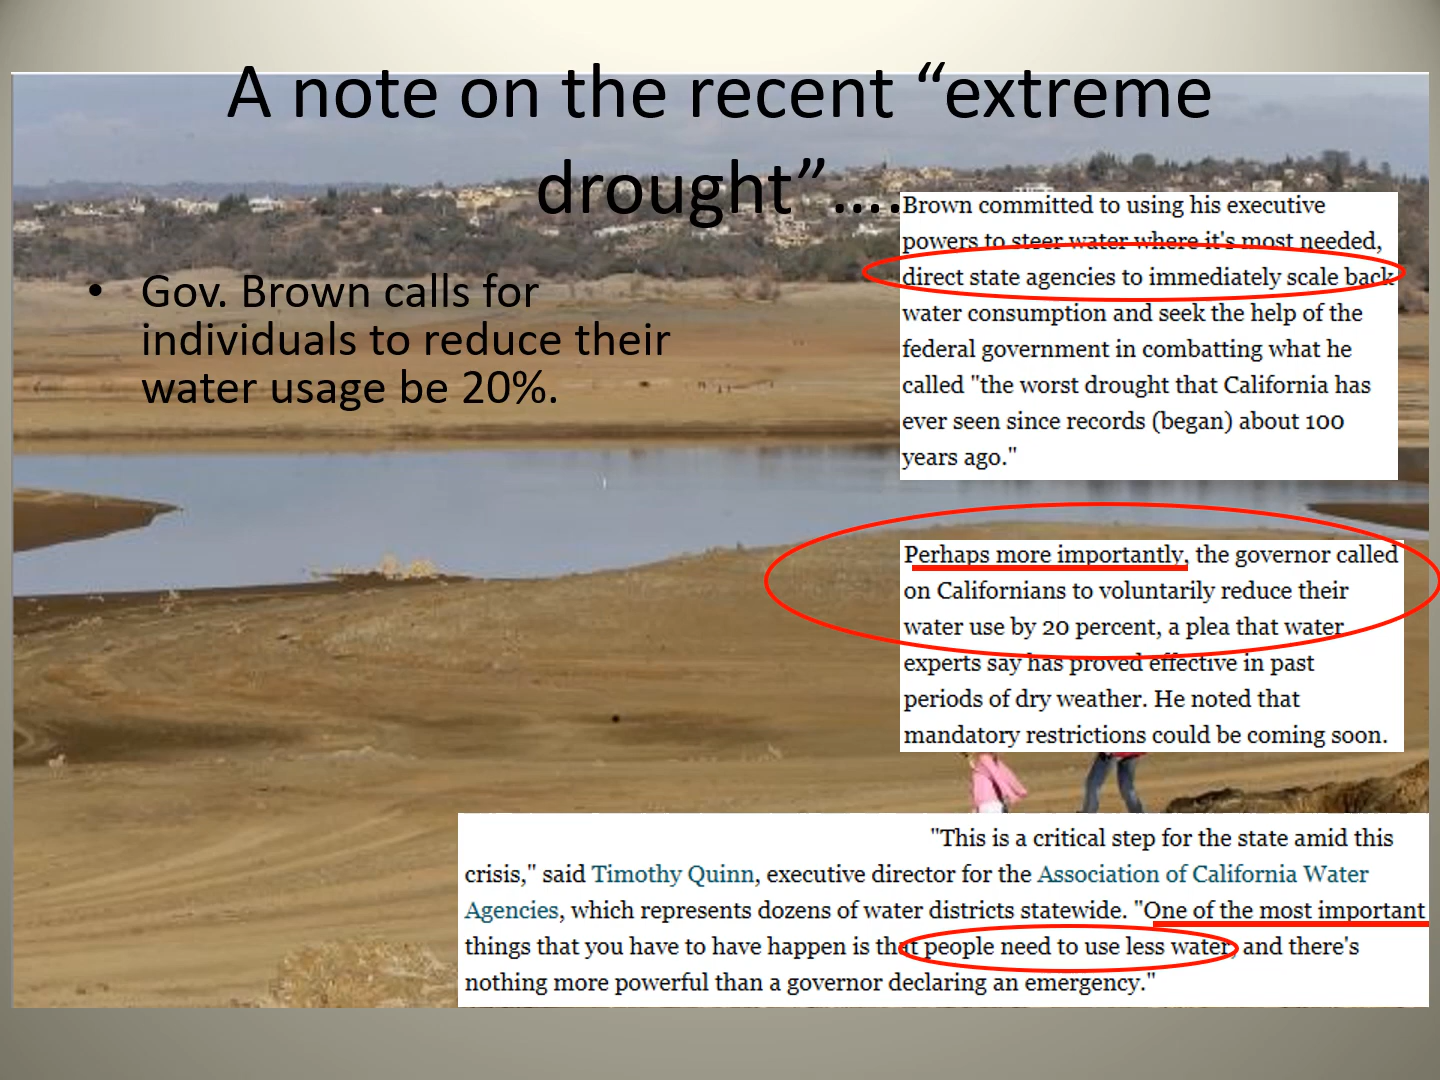 A note on the recent “extreme
drought”….
• Gov. Brown calls for
individuals to reduce their
water usage be 20%.
Brown committed to using his executive
powers to steer water where it's most needed,
direct state agencies to immediately scale back
water consumption and seek the help of the
federal government in combatting what he
called "the worst drought that California has
ever seen since records (began) about 100
years ago."
Perhaps more importantly, the governor called
on Californians to voluntarily reduce their
water use by 20 percent, a plea that water
experts say has proved effective in past
periods of dry weather. He noted that
mandatory restrictions could be coming soon.
"This is a critical step for the state amid this
crisis," said Timothy Quinn, executive director for the Association of California Water
Agencies, which represents dozens of water districts statewide. "One of the most important
things that you have to have happen is that people need to use less water, and there's
nothing more powerful than a governor declaring an emergency."